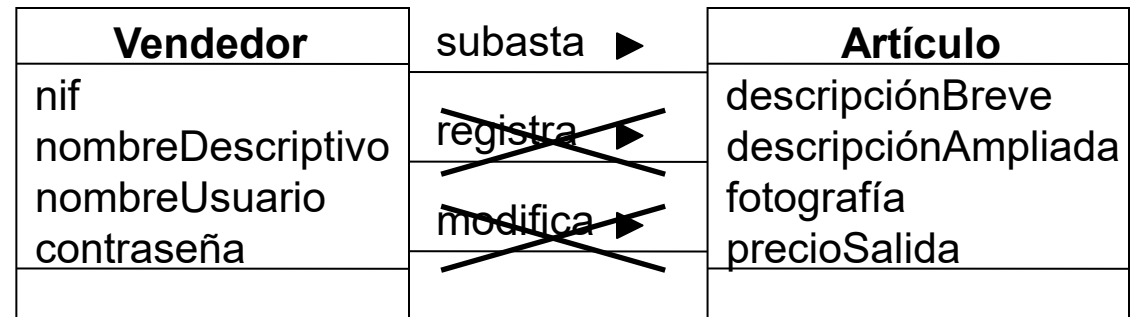 Vendedor
nif
nombreDescriptivo
nombreUsuario
contraseña
subasta ►
registra ►
modifica ►
Artículo
descripciónBreve
descripciónAmpliada
fotografía
precioSalida